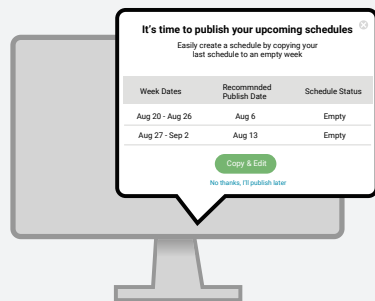 It's time to publish your upcoming schedules
Easily create a schedule by copying your
last schedule to an empty week
Week Dates Recommnded Publish Date Schedule Status
Aug 20 - Aug 26 Aug 6 Empty
Aug 27 - Sep 2 Aug 13 Empty
Copy & Edit
No thanks, I'll publish later